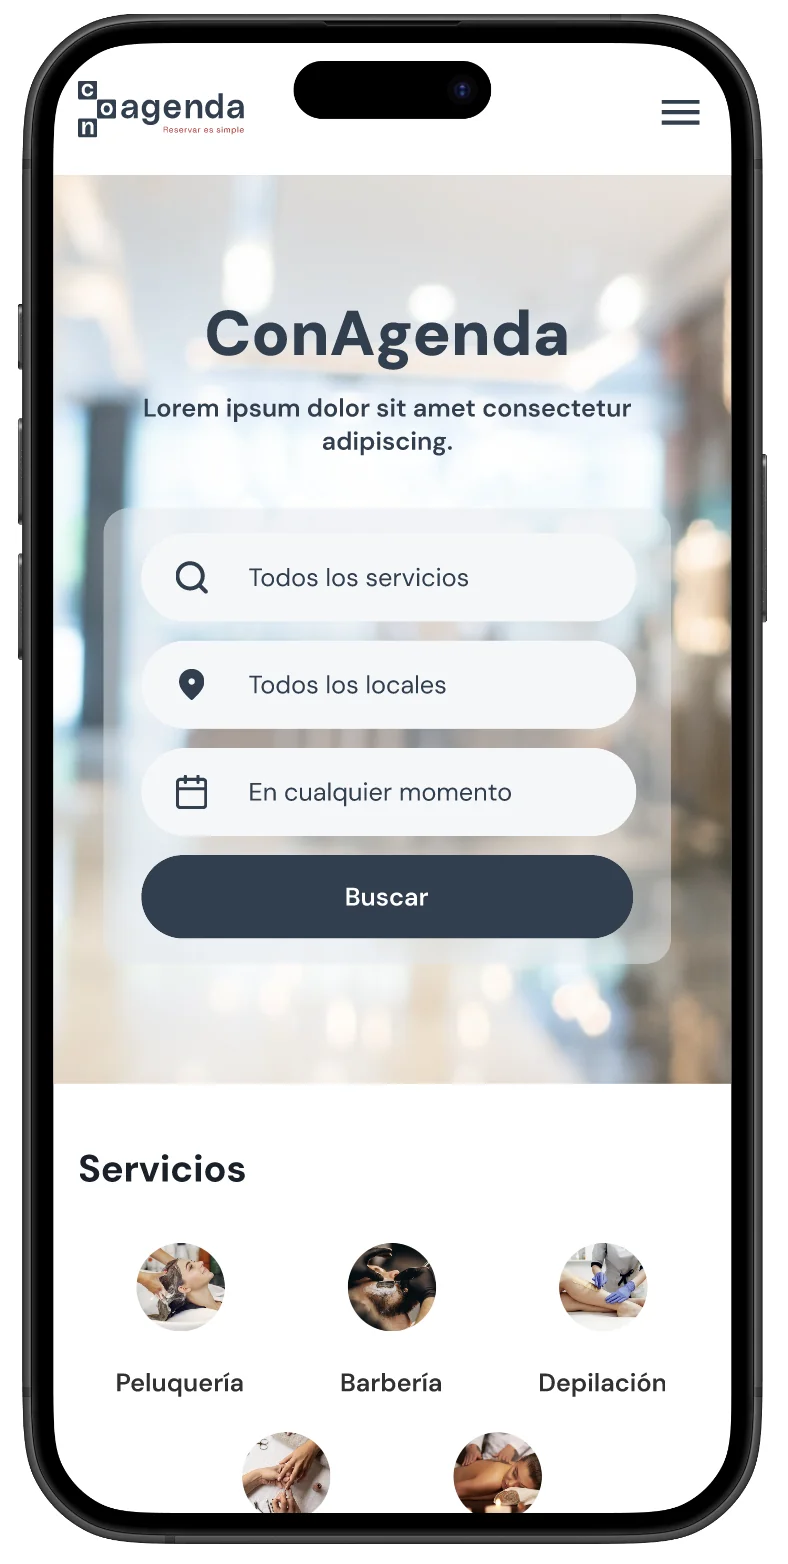 con agenda
Reservar es simple
ConAgenda
Lorem ipsum dolor sit amet consectetur
adipiscing.
Todos los servicios
Todos los locales
En cualquier momento
Buscar
Servicios
Peluquería
Barbería
Depilación